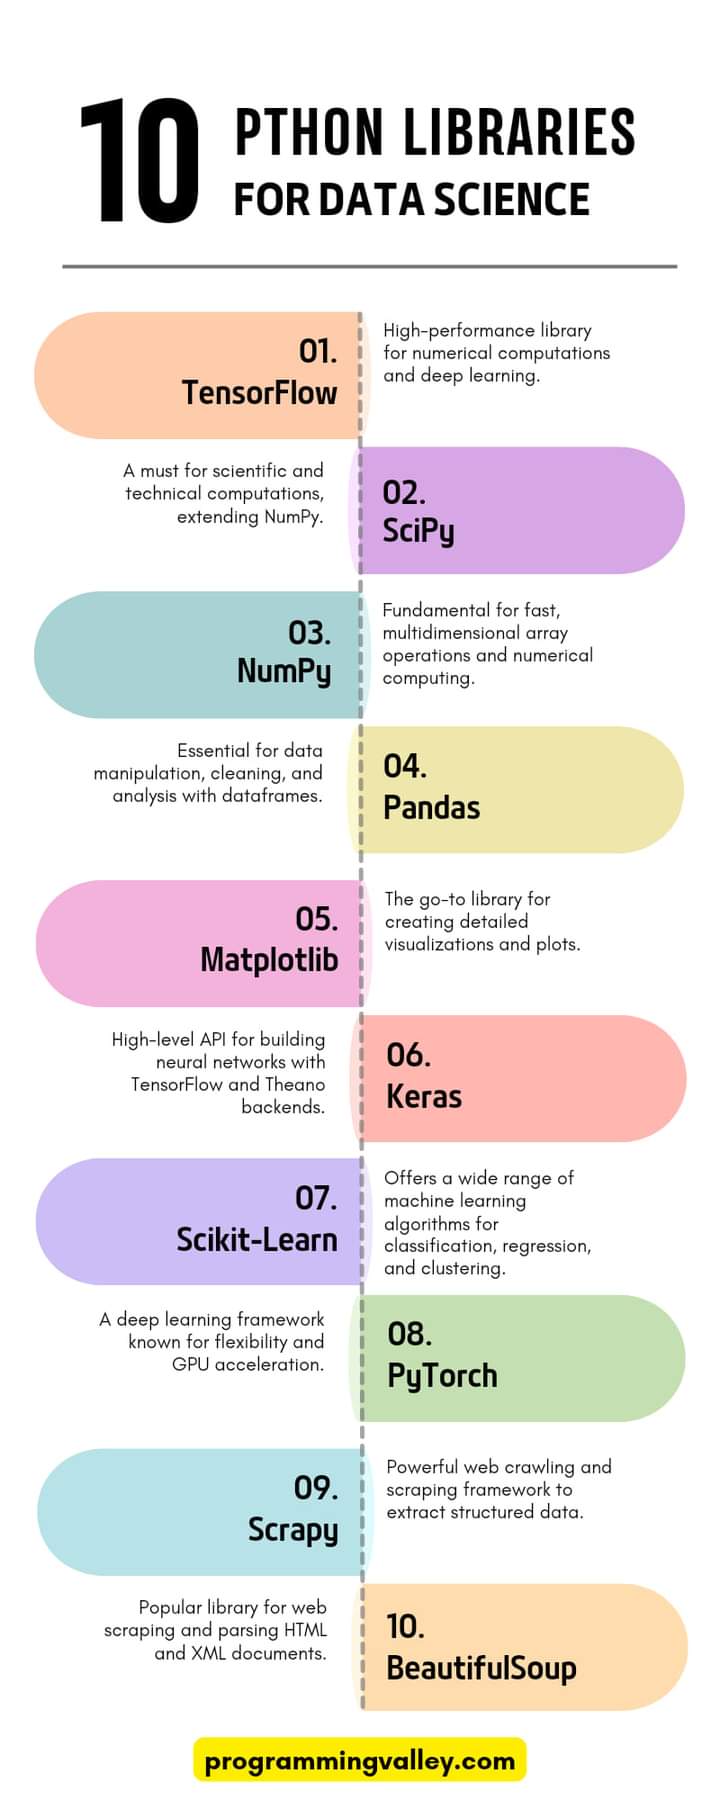 10
PTHON LIBRARIES
FOR DATA SCIENCE
01.
TensorFlow
High-performance library
for numerical computations
and deep learning.
02.
SciPy
A must for scientific and
technical computations,
extending NumPy.
03.
NumPy
Fundamental for fast,
multidimensional array
operations and numerical
computing.
04.
Pandas
Essential for data
manipulation, cleaning, and
analysis with dataframes.
05.
Matplotlib
The go-to library for
creating detailed
visualizations and plots.
06.
Keras
High-level API for building
neural networks with
TensorFlow and Theano
backends.
07.
Scikit-Learn
Offers a wide range of
machine learning
algorithms for
classification, regression,
and clustering.
08.
PyTorch
A deep learning framework
known for flexibility and
GPU acceleration.
09.
Scrapy
Powerful web crawling and
scraping framework to
extract structured data.
10.
BeautifulSoup
Popular library for web
scraping and parsing HTML
and XML documents.
programmingvalley.com